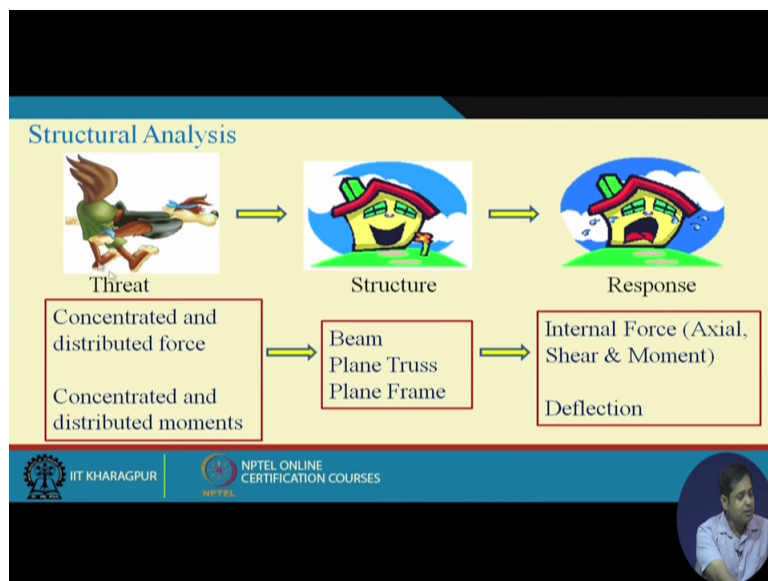 Structural Analysis
Threat
Structure
Response
Concentrated and
distributed force
Concentrated and
distributed moments
Beam
Plane Truss
Plane Frame
Internal Force (Axial,
Shear & Moment)
Deflection
IIT KHARAGPUR
NPTEL
NPTEL ONLINE
CERTIFICATION COURSES